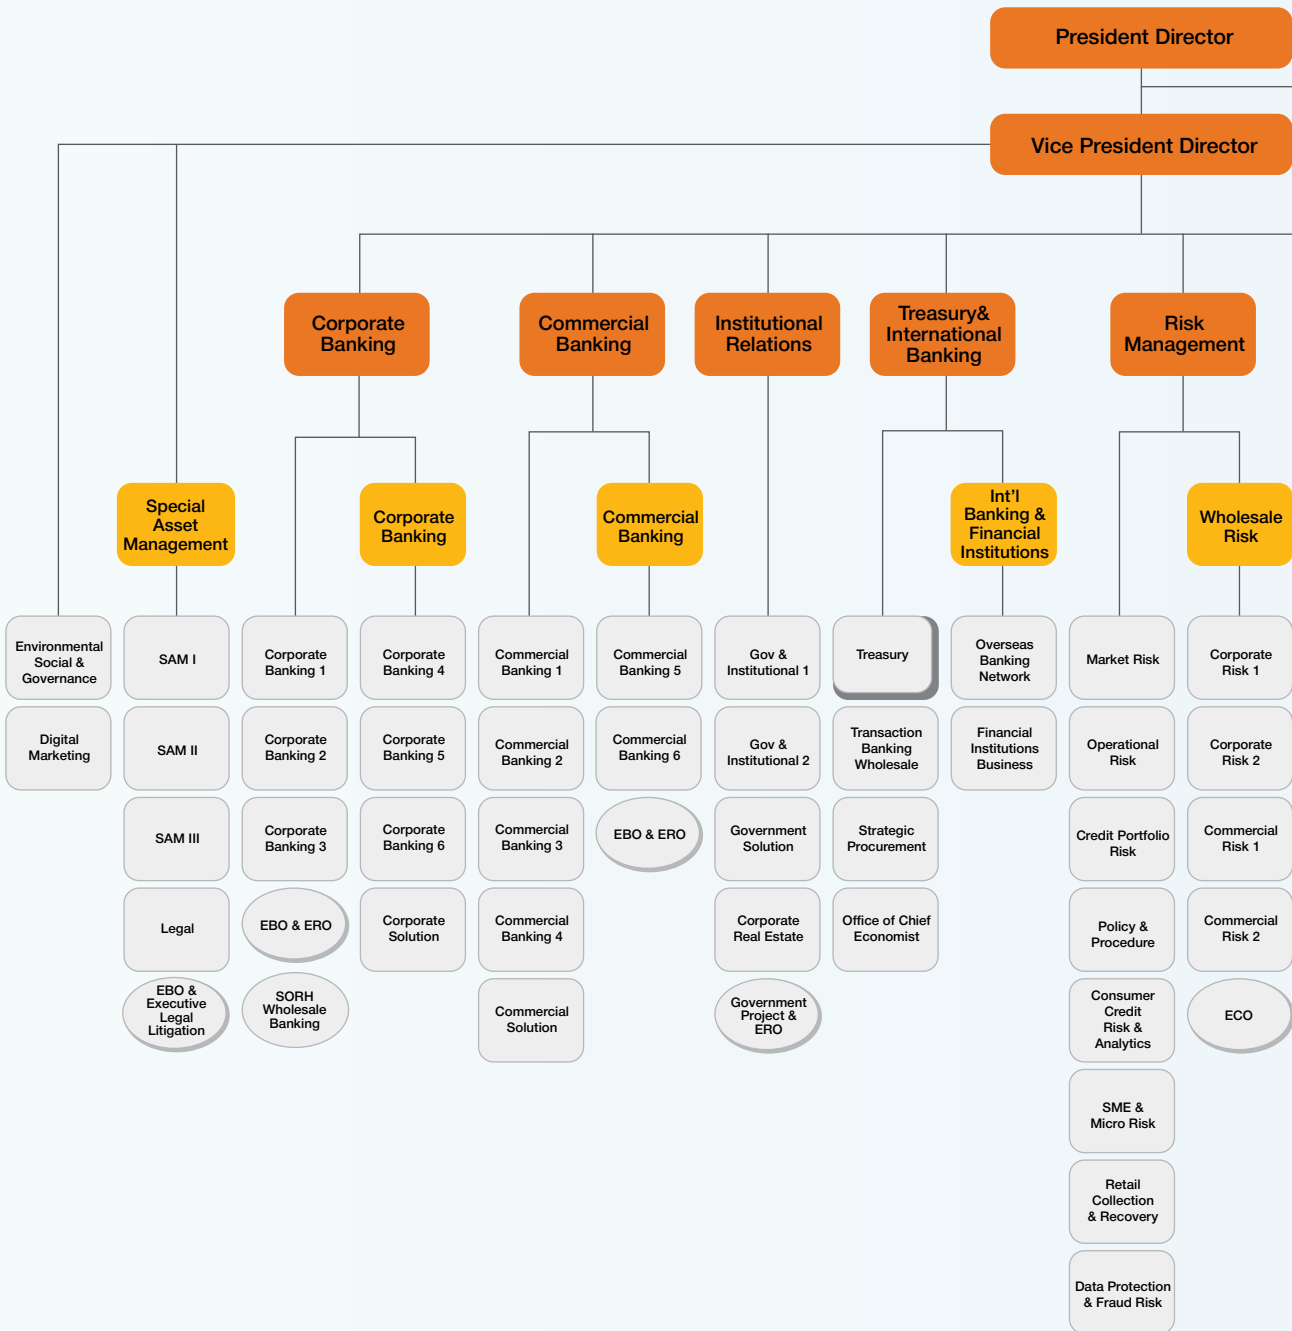 President Director
Vice President Director
Corporate
Banking
Commercial
Banking
Institutional
Relations
Treasury&
International
Banking
Risk
Management
Special
Asset
Management
Corporate
Banking
Commercial
Banking
Int'l
Banking &
Financial
Institutions
Wholesale
Risk
Environmental
Social &
Governance
Digital
Marketing
SAM I
SAM II
SAM III
Legal
EBO &
Executive
Legal
Litigation
Corporate
Banking 1
Corporate
Banking 2
Corporate
Banking 3
EBO & ERO
SORH
Wholesale
Banking
Corporate
Banking 4
Corporate
Banking 5
Corporate
Banking 6
Corporate
Solution
Commercial
Banking 1
Commercial
Banking 2
Commercial
Banking 3
Commercial
Banking 4
Commercial
Solution
Commercial
Banking 5
Commercial
Banking 6
EBO & ERO
Gov &
Institutional 1
Gov &
Institutional 2
Government
Solution
Corporate
Real Estate
Government
Project &
ERO
Treasury
Transaction
Banking
Wholesale
Strategic
Procurement
Office of Chief
Economist
Overseas
Banking
Network
Financial
Institutions
Business
Market Risk
Operational
Risk
Credit Portfolio
Risk
Policy &
Procedure
Consumer
Credit
Risk &
Analytics
SME &
Micro Risk
Retail
Collection
& Recovery
Data Protection
& Fraud Risk
Corporate
Risk 1
Corporate
Risk 2
Commercial
Risk 1
Commercial
Risk 2
ECO